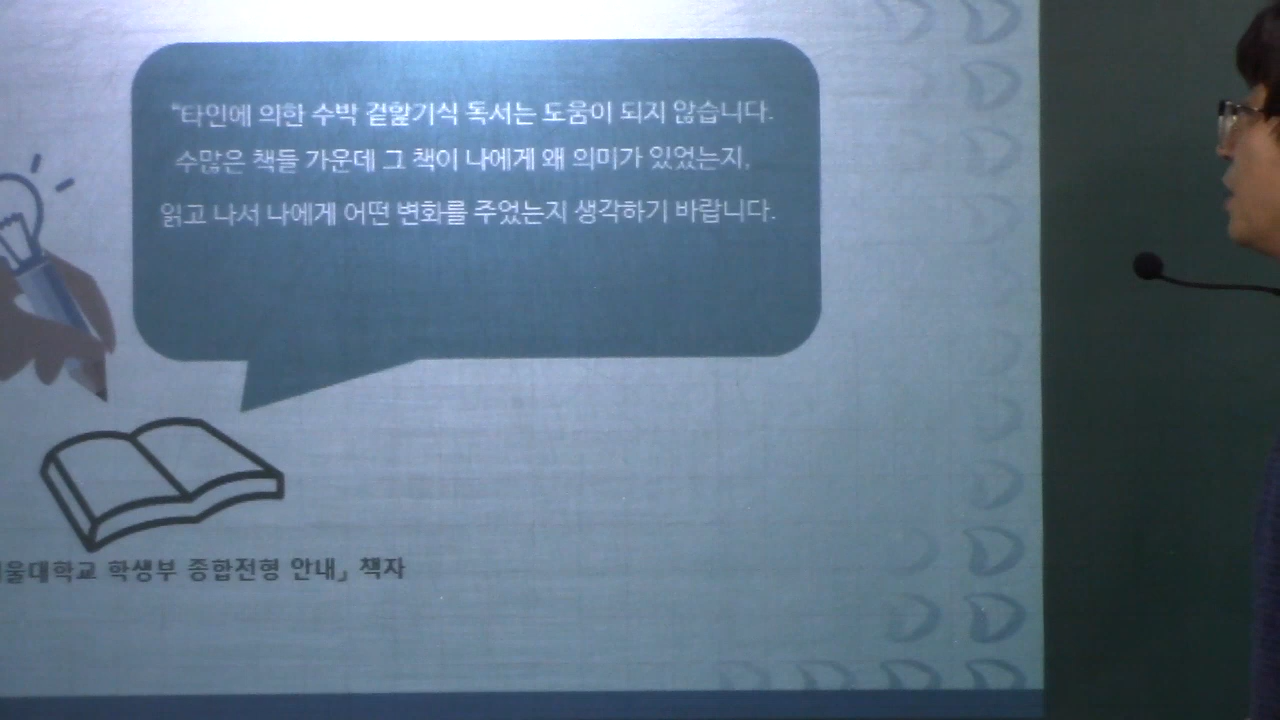 “타인에 의한 수박 겉핥기식 독서는 도움이 되지 않습니다.
수많은 책들 가운데 그 책이 나에게 왜 의미가 있었는지,
읽고 나서 나에게 어떤 변화를 주었는지 생각하기 바랍니다.
울대학교 학생부 종합전형 안내」 책자